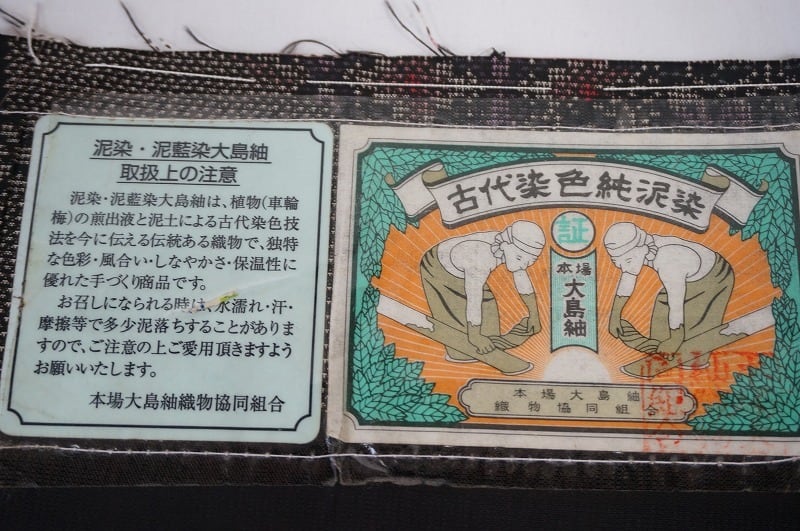 泥染・泥藍染大島紬
取扱上の注意
泥染・泥藍染大島紬は、植物(車輪
梅)の煎出液と泥土による古代染色技
法を今に伝える伝統ある織物で、独特
な色彩・風合い・しなやかさ・保温性に
優れた手づくり商品です。
お召しになられる時は、水濡れ・汗・
摩擦等で多少泥落ちすることがありま
すので、ご注意の上ご愛用頂きますよう
お願いいたします。
本場大島紬織物協同組合
古代染色純泥染
証
本場
大島紬
本場大島紬
織物協同組合